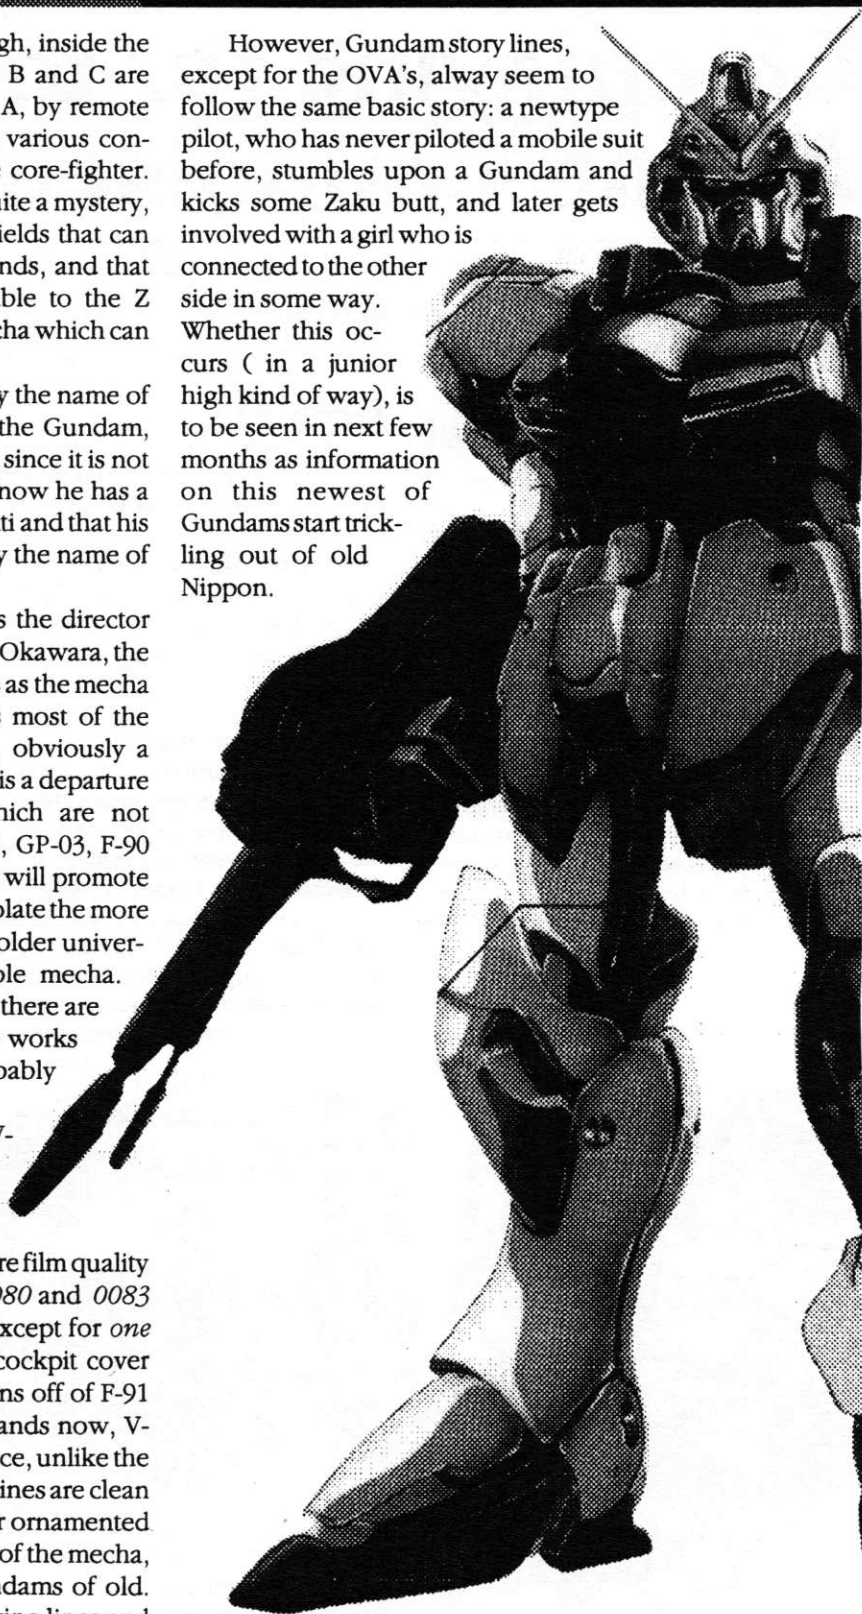 gh, inside the
B and C are
A, by remote
various con-
core-fighter.
ite a mystery,
ields that can
nds, and that
ble to the Z
cha which can
y the name of
the Gundam,
since it is not
now he has a
ti and that his
y the name of
s the director
Okawara, the
as the mecha
most of the
obviously a
is a departure
hich are not
, GP-03, F-90
will promote
plate the more
older univer-
ple mecha.
there are
works
bably
V-
re film quality
080 and 0083
xcept for one
cockpit cover
ns off of F-91
ands now, V-
ce, unlike the
ines are clean
r ornamented
of the mecha,
ndams of old.
However, Gundam story lines,
except for the OVA's, alway seem to
follow the same basic story: a newtype
pilot, who has never piloted a mobile suit
before, stumbles upon a Gundam and
kicks some Zaku butt, and later gets
involved with a girl who is
connected to the other
side in some way.
Whether this oc-
curs ( in a junior
high kind of way), is
to be seen in next few
months as information
on this newest of
Gundams start trick-
ling out of old
Nippon.